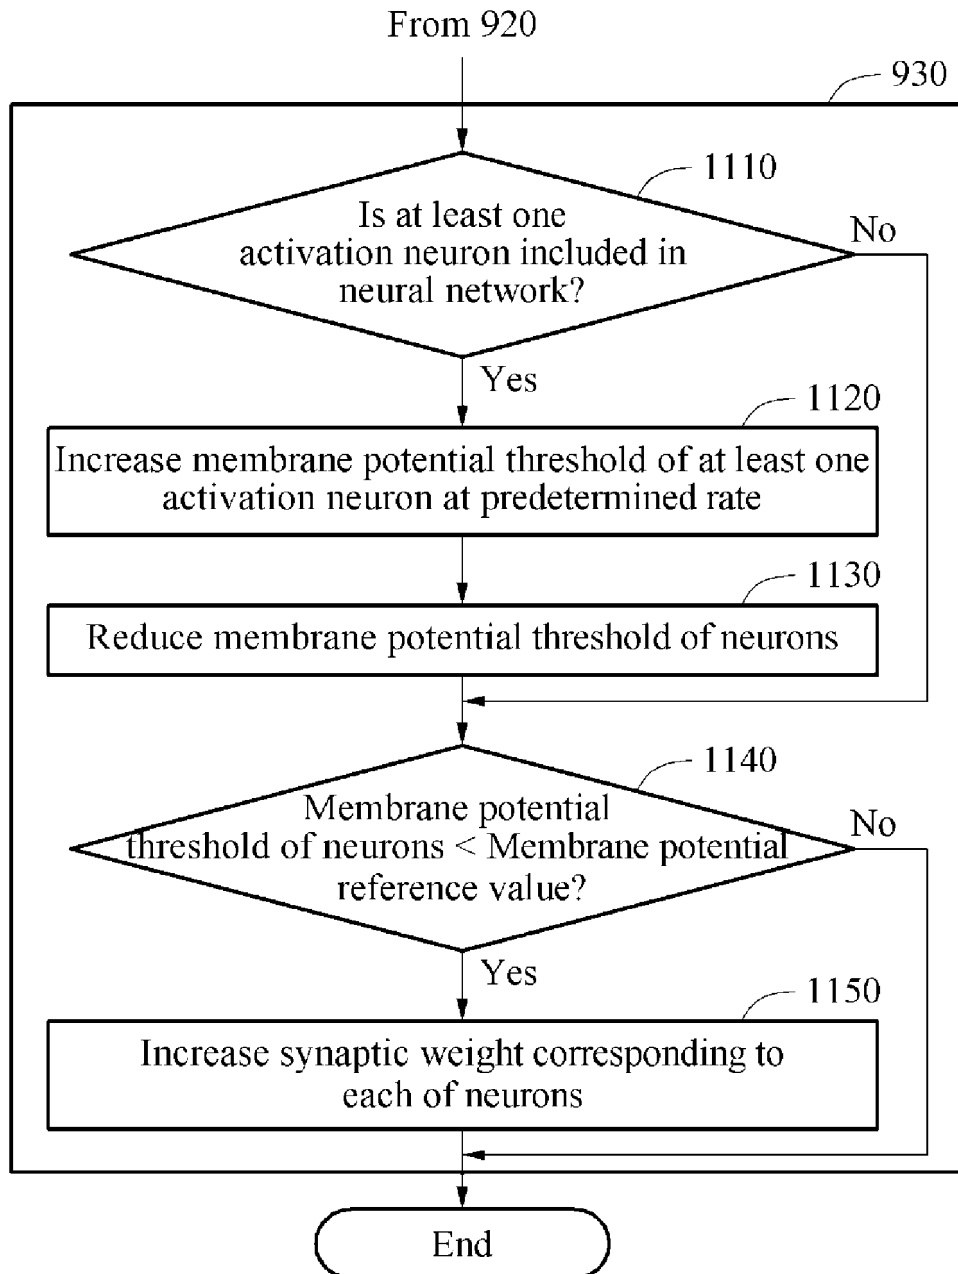 From 920
930
1110
Is at least one
activation neuron included in
neural network?
No
Yes
1120
Increase membrane potential threshold of at least one
activation neuron at predetermined rate
1130
Reduce membrane potential threshold of neurons
1140
Membrane potential
threshold of neurons < Membrane potential
reference value?
No
Yes
1150
Increase synaptic weight corresponding to
each of neurons
End